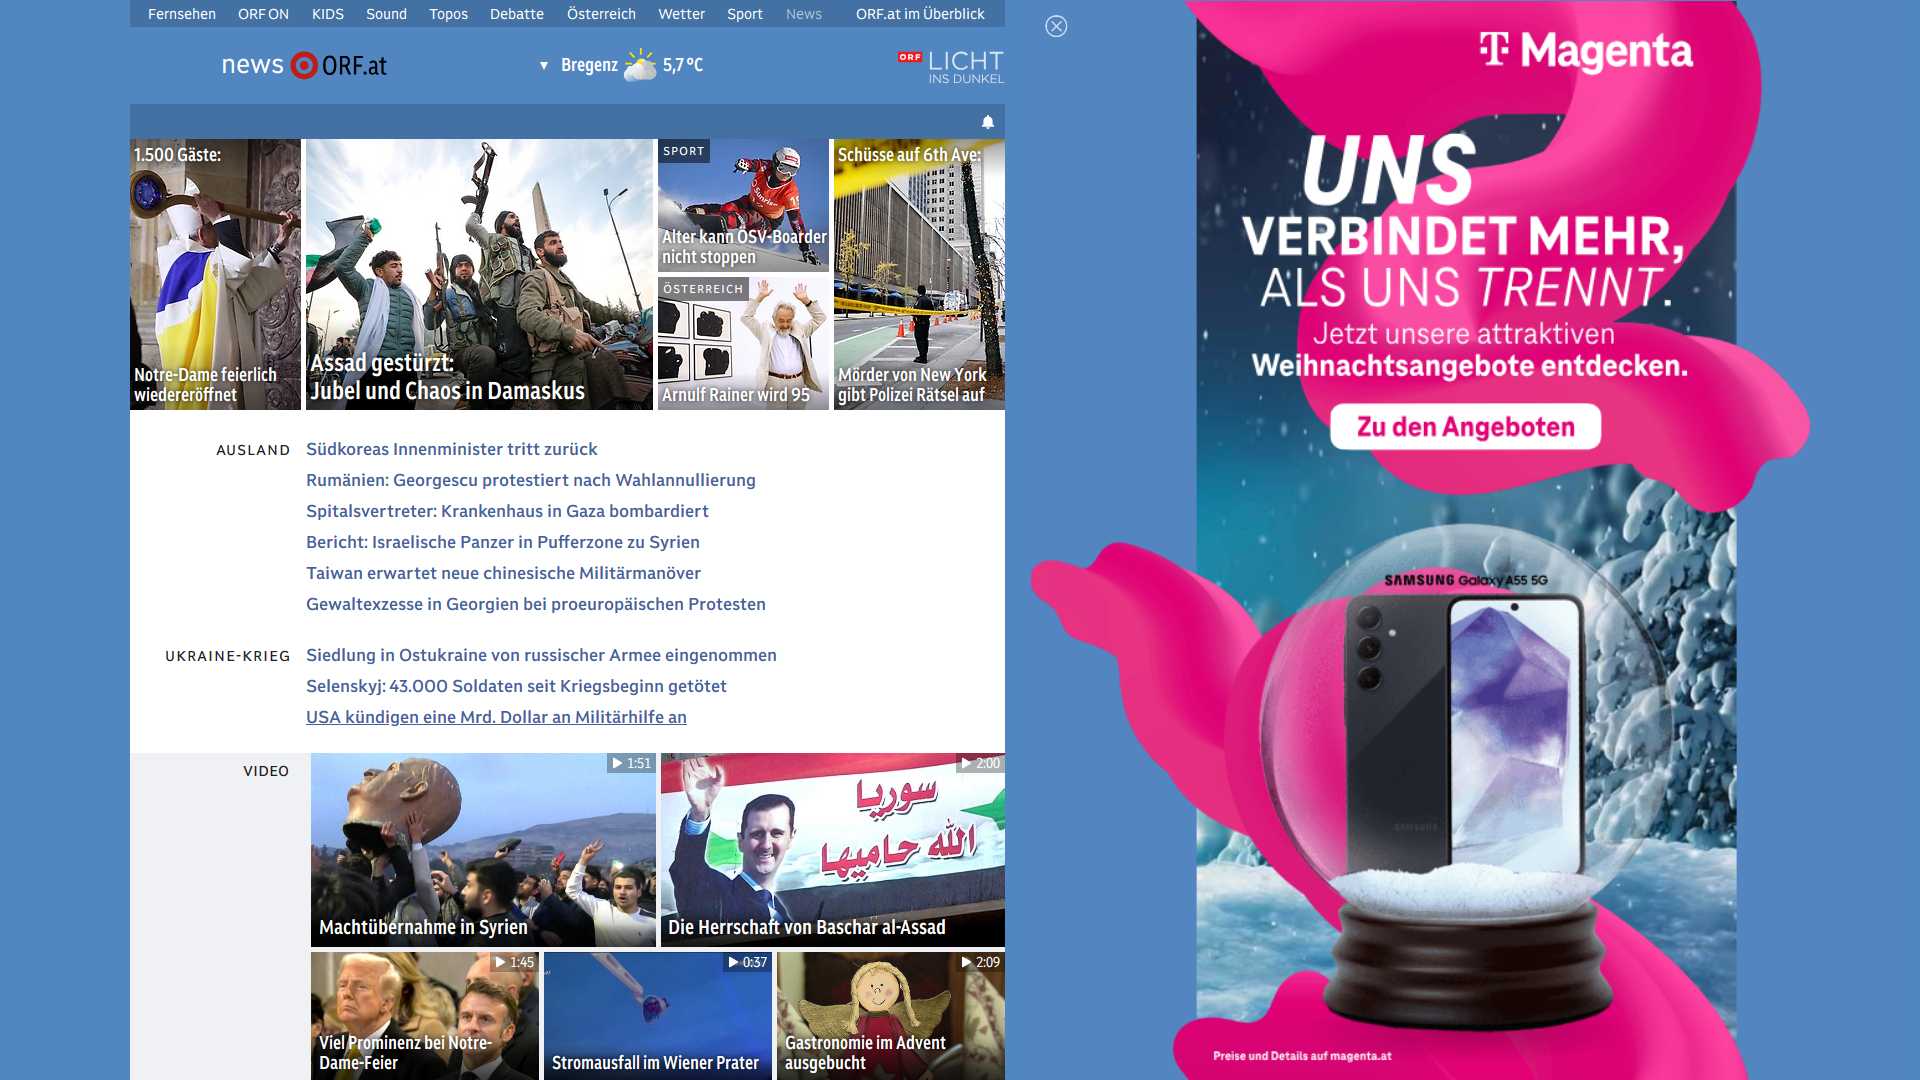 Fernsehen ORF ON KIDS Sound Topos Debatte Österreich Wetter Sport News ORF.at im Überblick
news ORF.at
Bregenz 5,7 °C
ORF LICHT
INS DUNKEL
1.500 Gäste:
Notre-Dame feierlich
wiedereröffnet
Assad gestürzt:
Jubel und Chaos in Damaskus
SPORT
Alter kann ÖSV-Boarder
nicht stoppen
ÖSTERREICH
Arnulf Rainer wird 95
Schüsse auf 6th Ave:
Mörder von New York
gibt Polizei Rätsel auf
AUSLAND
Südkoreas Innenminister tritt zurück
Rumänien: Georgescu protestiert nach Wahlannullierung
Spitalsvertreter: Krankenhaus in Gaza bombardiert
Bericht: Israelische Panzer in Pufferzone zu Syrien
Taiwan erwartet neue chinesische Militärmanöver
Gewaltexzesse in Georgien bei proeuropäischen Protesten
UKRAINE-KRIEG
Siedlung in Ostukraine von russischer Armee eingenommen
Selenskyj: 43.000 Soldaten seit Kriegsbeginn getötet
USA kündigen eine Mrd. Dollar an Militärhilfe an
VIDEO
1:51
Machtübernahme in Syrien
2:00
سوريا
الله حاميها
Die Herrschaft von Baschar al-Assad
1:45
Viel Prominenz bei Notre-
Dame-Feier
0:37
Stromausfall im Wiener Prater
2:09
Gastronomie im Advent
ausgebucht
T Magenta
UNS
VERBINDET MEHR,
ALS UNS TRENNT.
Jetzt unsere attraktiven
Weihnachtsangebote entdecken.
Zu den Angeboten
SAMSUNG Galaxy A55 5G
SAMSUNG
Preise und Details auf magenta.at